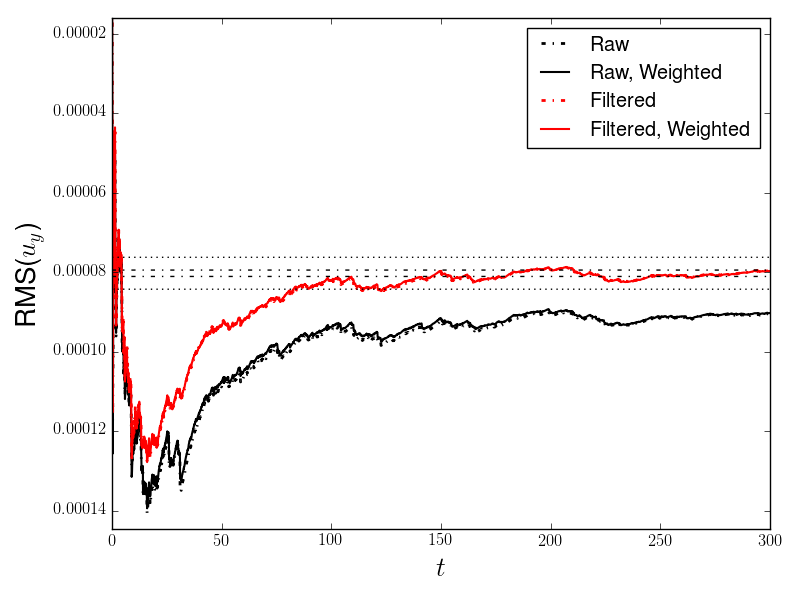 0.00002
0.00004
0.00006
0.00008
0.00010
0.00012
0.00014
RMS(u_y)
0 50 100 150 200 250 300
t
Raw
Raw, Weighted
Filtered
Filtered, Weighted